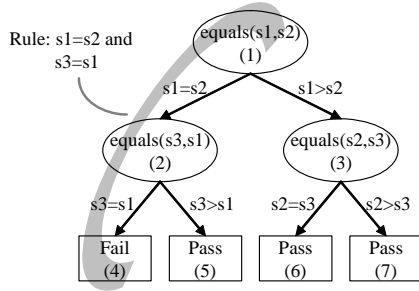 Rule: s1=s2 and
s3=s1
equals(s1,s2)
(1)
s1=s2
s1>s2
equals(s3,s1)
(2)
equals(s2,s3)
(3)
s3=s1
s3>s1
s2=s3
s2>s3
Fail
(4)
Pass
(5)
Pass
(6)
Pass
(7)